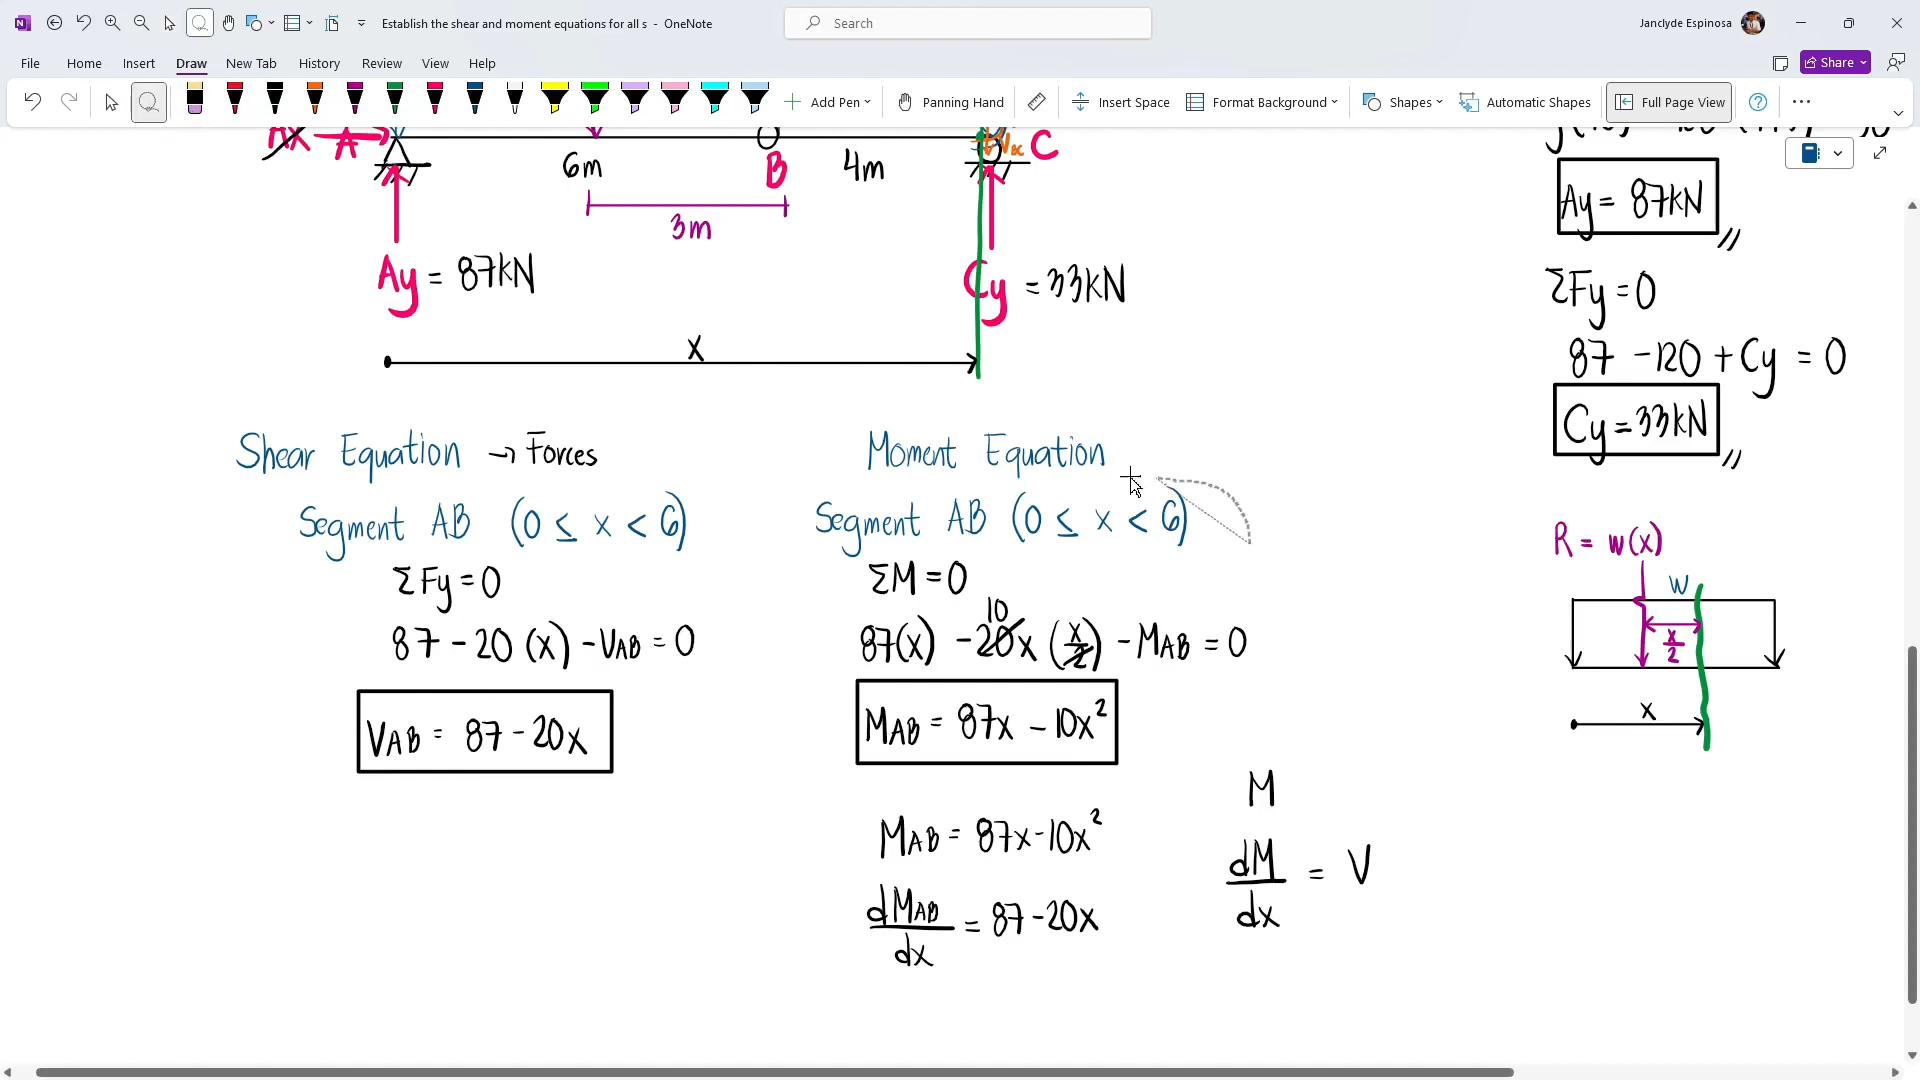 Establish the shear and moment equations for all s - OneNote
Search
Janclyde Espinosa
File Home Insert Draw New Tab History Review View Help
Share
Add Pen
Panning Hand
Insert Space
Format Background
Shapes
Automatic Shapes
Full Page View
Ax A
6m
B
4m
C
3m
Ay = 87kN
Cy = 33kN
x
Ay = 87kN
ΣFy = 0
87 - 120 + Cy = 0
Cy = 33kN
Shear Equation → Forces
Segment AB (0 ≤ x < 6)
ΣFy = 0
87 - 20 (x) - VAB = 0
VAB = 87 - 20x
Moment Equation
Segment AB (0 ≤ x < 6)
ΣM = 0
10
87(x) - 20x (x/2) - MAB = 0
MAB = 87x - 10x²
MAB = 87x - 10x²
dMAB/dx = 87 - 20x
M
dM/dx = V
R = w(x)
w
x/2
x